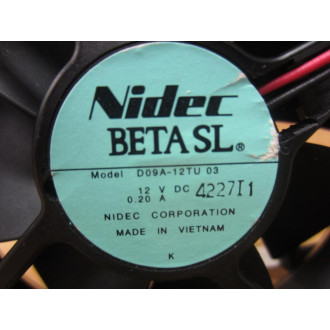 Nidec
BETA SL®
Model D09A-12TU 03
12 V DC 4227I1
0.20 A
NIDEC CORPORATION
MADE IN VIETNAM
K